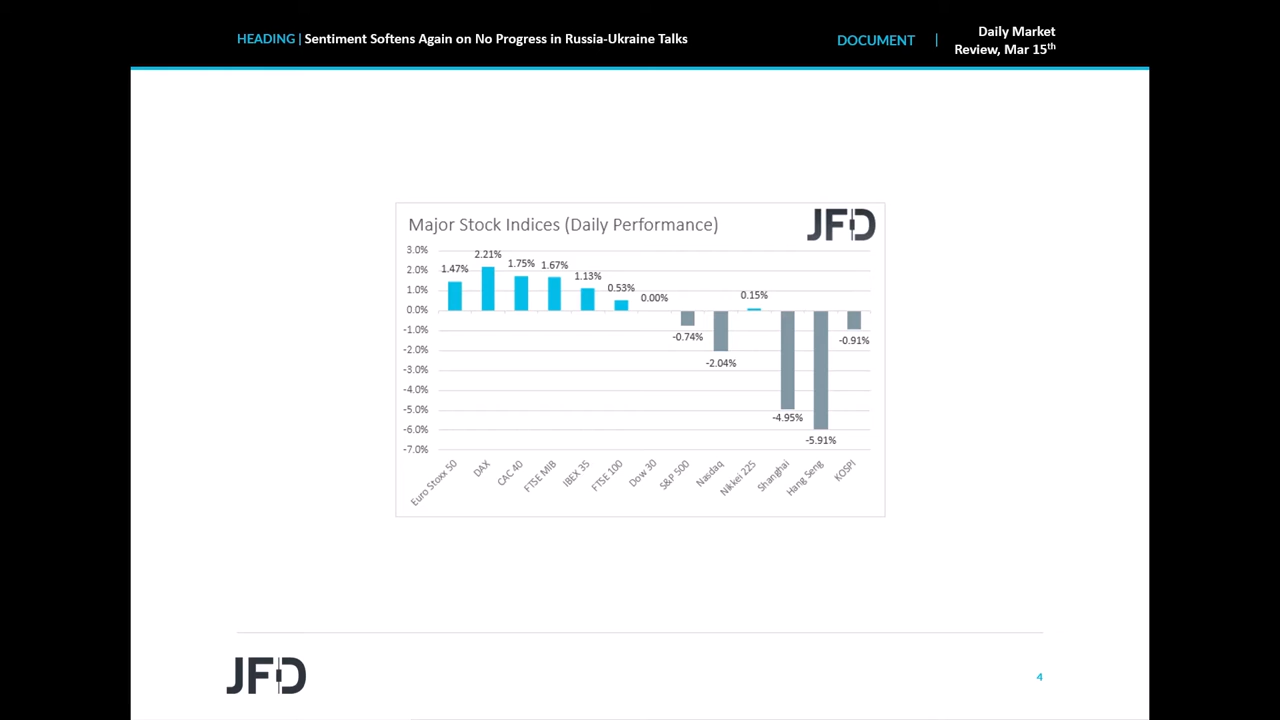 HEADING | Sentiment Softens Again on No Progress in Russia-Ukraine Talks
DOCUMENT |
Daily Market
Review, Mar 15th
Major Stock Indices (Daily Performance)
JFD
3.0%
2.0%
1.0%
0.0%
-1.0%
-2.0%
-3.0%
-4.0%
-5.0%
-6.0%
-7.0%
1.47%
2.21%
1.75%
1.67%
1.13%
0.53%
0.00%
-0.74%
-2.04%
0.15%
-4.95%
-5.91%
-0.91%
Euro Stoxx 50
DAX
CAC 40
FTSE MIB
IBEX 35
FTSE 100
Dow 30
S&P 500
Nasdaq
Nikkei 225
Shanghai
Hang Seng
KOSPI
JFD
4